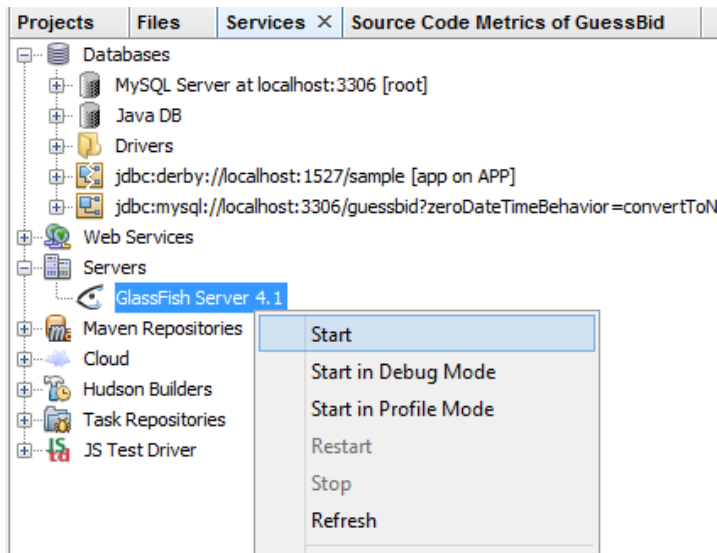 Projects Files Services × Source Code Metrics of GuessBid
Databases
MySQL Server at localhost:3306 [root]
Java DB
Drivers
jdbc:derby://localhost:1527/sample [app on APP]
jdbc:mysql://localhost:3306/guessbid?zeroDateTimeBehavior=convertToN
Web Services
Servers
GlassFish Server 4.1
Maven Repositories
Cloud
Hudson Builders
Task Repositories
JS Test Driver
Start
Start in Debug Mode
Start in Profile Mode
Restart
Stop
Refresh